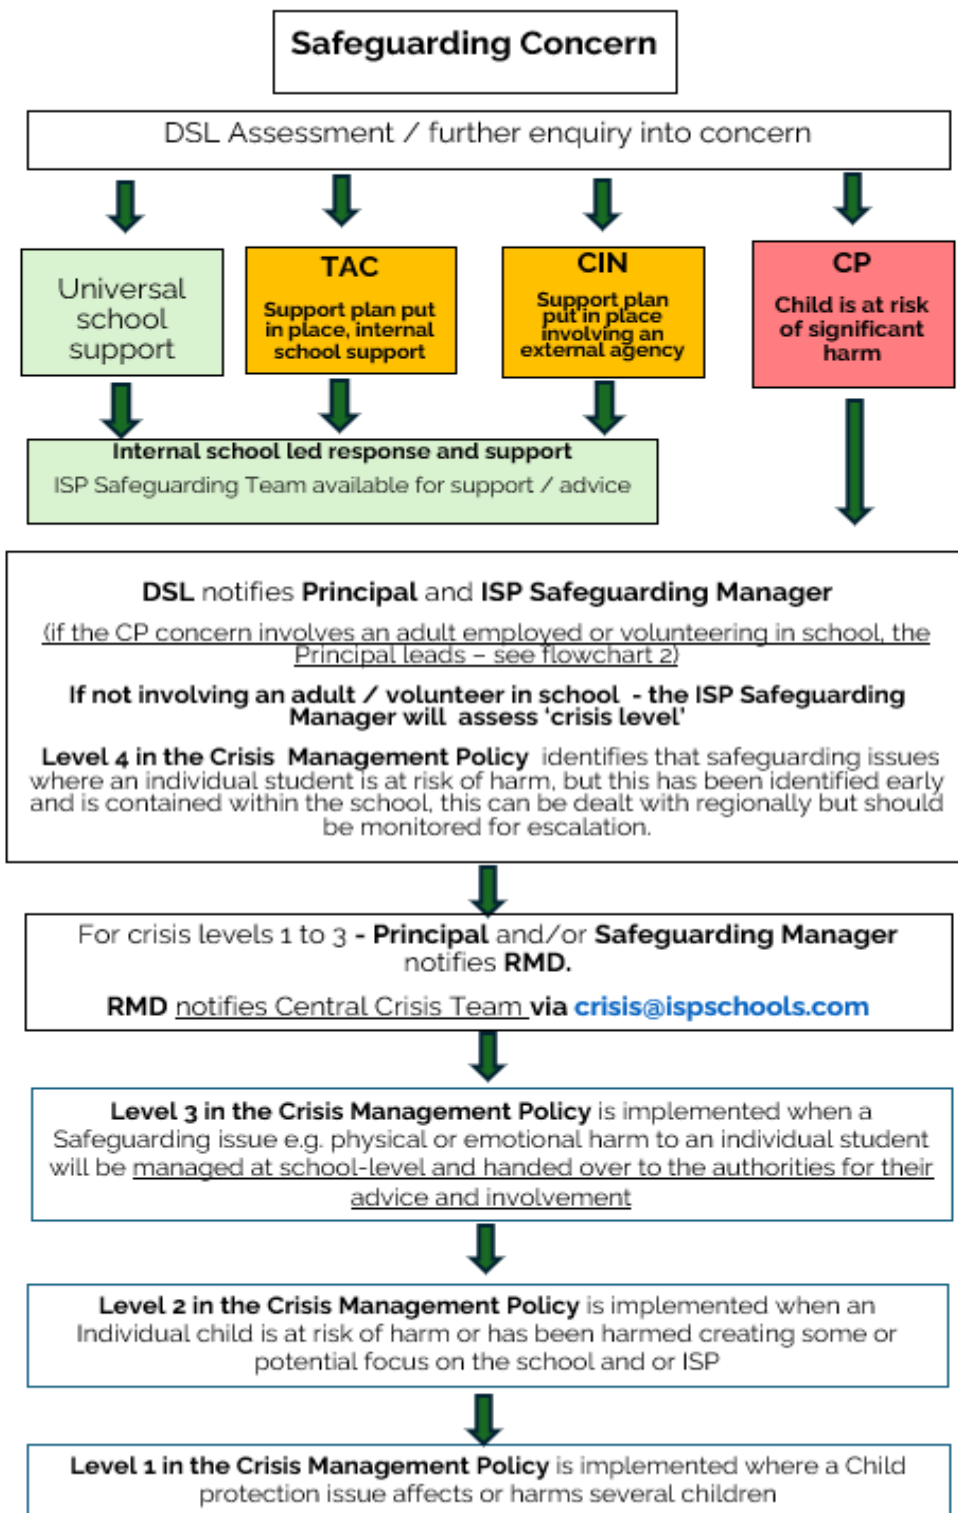 Safeguarding Concern
DSL Assessment / further enquiry into concern
Universal
school
support
TAC
Support plan put
in place, internal
school support
CIN
Support plan
put in place
involving an
external agency
CP
Child is at risk
of significant
harm
Internal school led response and support
ISP Safeguarding Team available for support / advice
DSL notifies Principal and ISP Safeguarding Manager
(if the CP concern involves an adult employed or volunteering in school, the
Principal leads – see flowchart 2)
If not involving an adult / volunteer in school - the ISP Safeguarding
Manager will assess ‘crisis level’
Level 4 in the Crisis Management Policy identifies that safeguarding issues
where an individual student is at risk of harm, but this has been identified early
and is contained within the school, this can be dealt with regionally but should
be monitored for escalation.
For crisis levels 1 to 3 - Principal and/or Safeguarding Manager
notifies RMD.
RMD notifies Central Crisis Team via crisis@ispschools.com
Level 3 in the Crisis Management Policy is implemented when a
Safeguarding issue e.g. physical or emotional harm to an individual student
will be managed at school-level and handed over to the authorities for their
advice and involvement
Level 2 in the Crisis Management Policy is implemented when an
Individual child is at risk of harm or has been harmed creating some or
potential focus on the school and or ISP
Level 1 in the Crisis Management Policy is implemented where a Child
protection issue affects or harms several children